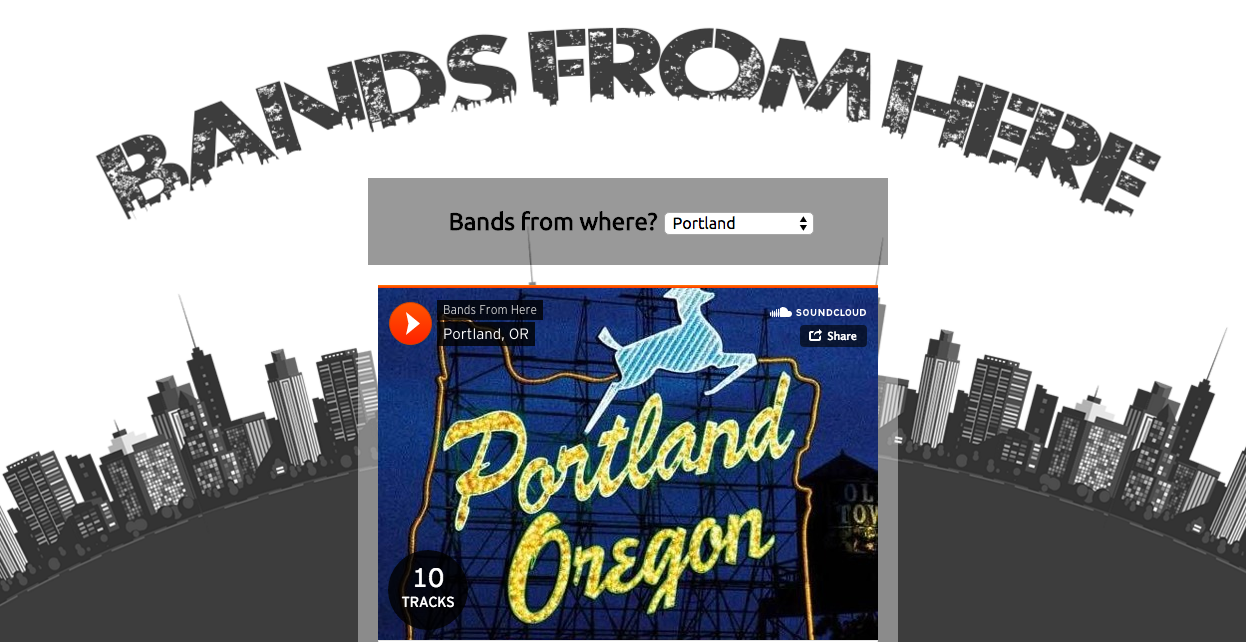 BANDS FROM HERE
Bands from where? Portland
Bands From Here
Portland, OR
SOUNDCLOUD
Share
Portland
Oregon
OL
TOW
10
TRACKS